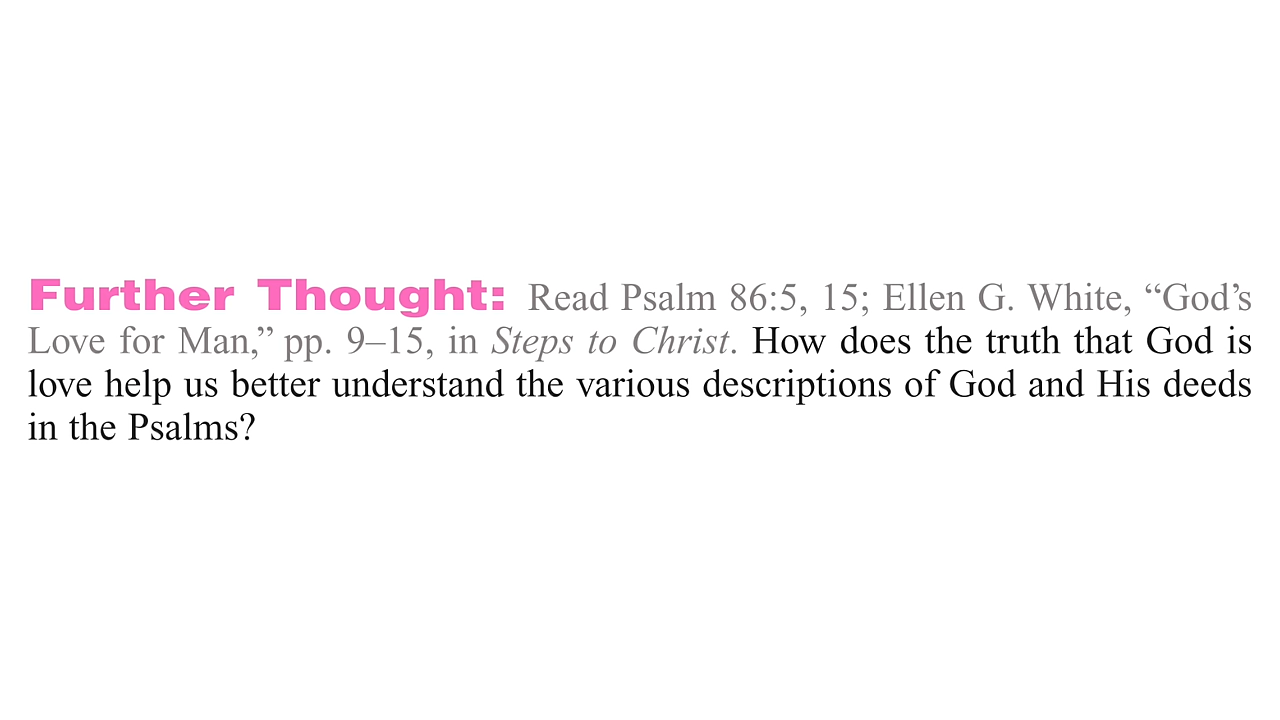 Further Thought: Read Psalm 86:5, 15; Ellen G. White, “God’s
Love for Man,” pp. 9–15, in Steps to Christ. How does the truth that God is
love help us better understand the various descriptions of God and His deeds
in the Psalms?